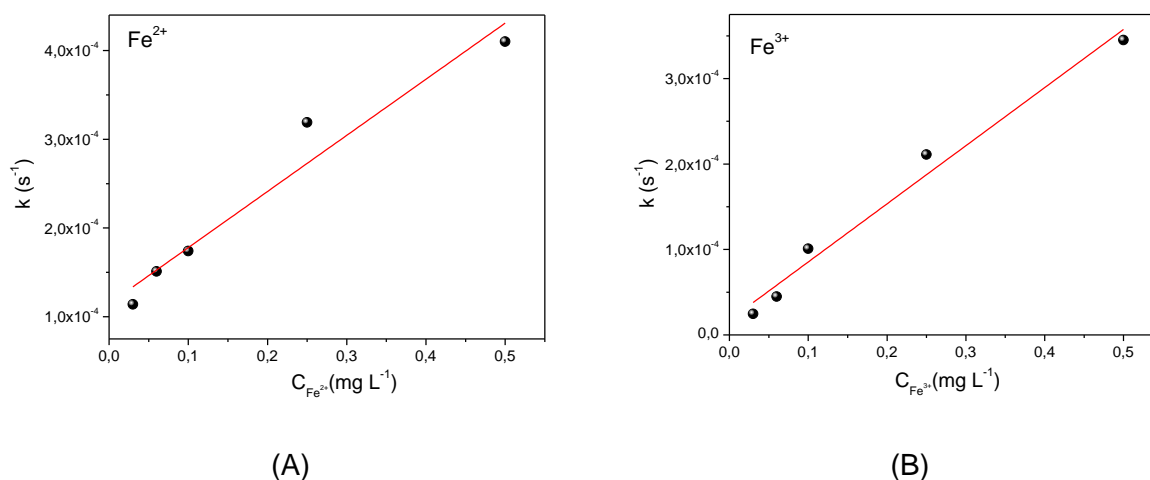 Fe²⁺
4,0x10⁻⁴
3,0x10⁻⁴
2,0x10⁻⁴
1,0x10⁻⁴
k (s⁻¹)
0,0 0,1 0,2 0,3 0,4 0,5
C_Fe²⁺(mg L⁻¹)
(A)
Fe³⁺
3,0x10⁻⁴
2,0x10⁻⁴
1,0x10⁻⁴
0,0
k (s⁻¹)
0,0 0,1 0,2 0,3 0,4 0,5
C_Fe³⁺(mg L⁻¹)
(B)